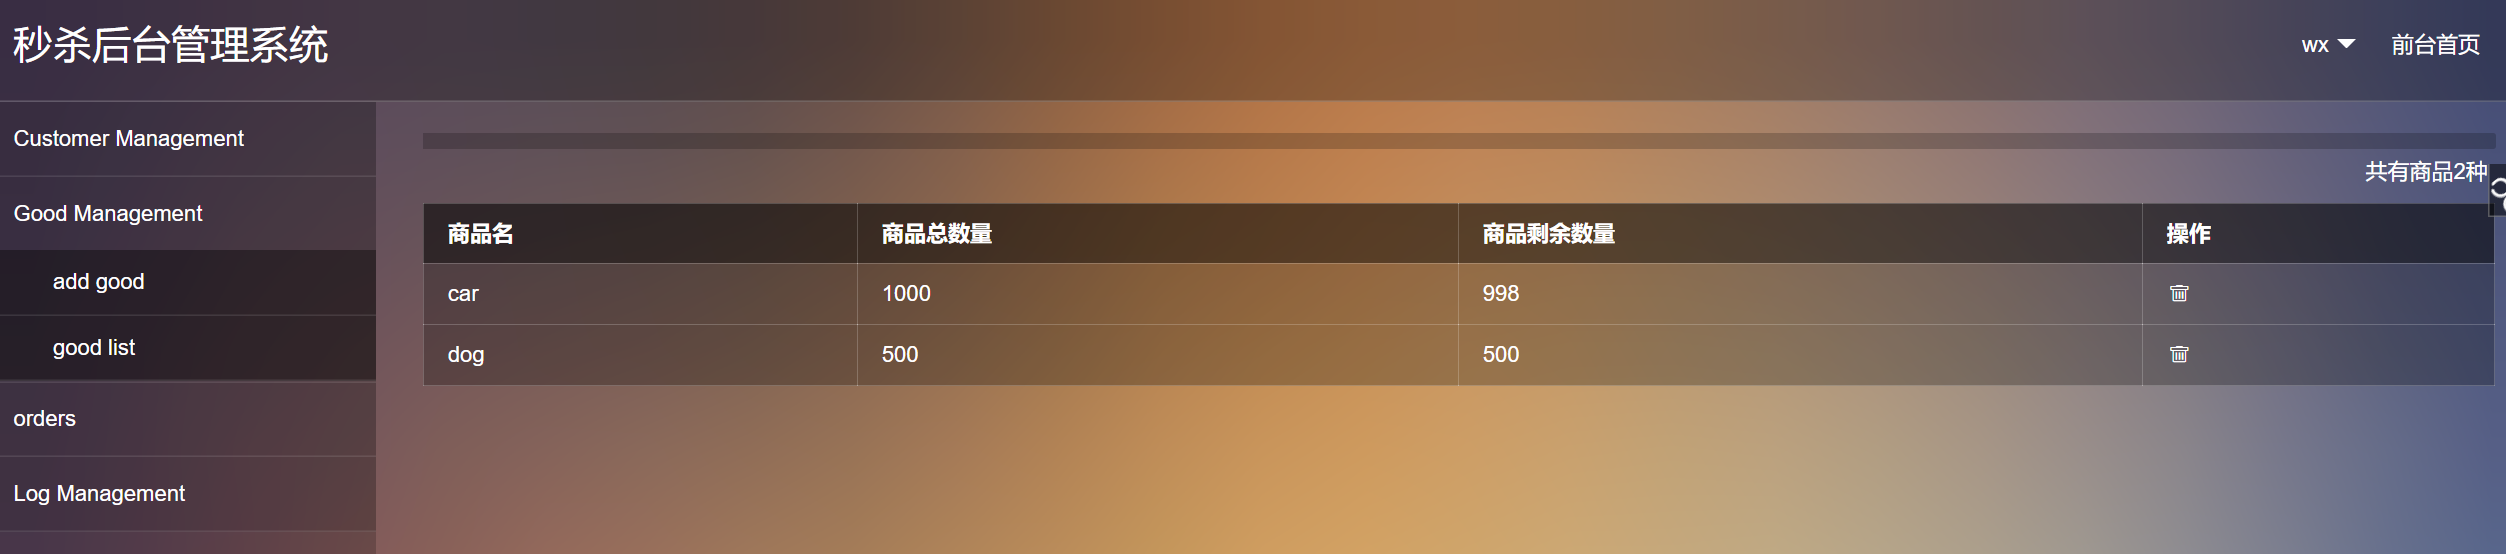 秒杀后台管理系统
wx 前台首页
Customer Management
Good Management
add good
good list
orders
Log Management
共有商品2种
商品名 商品总数量 商品剩余数量 操作
car 1000 998
dog 500 500